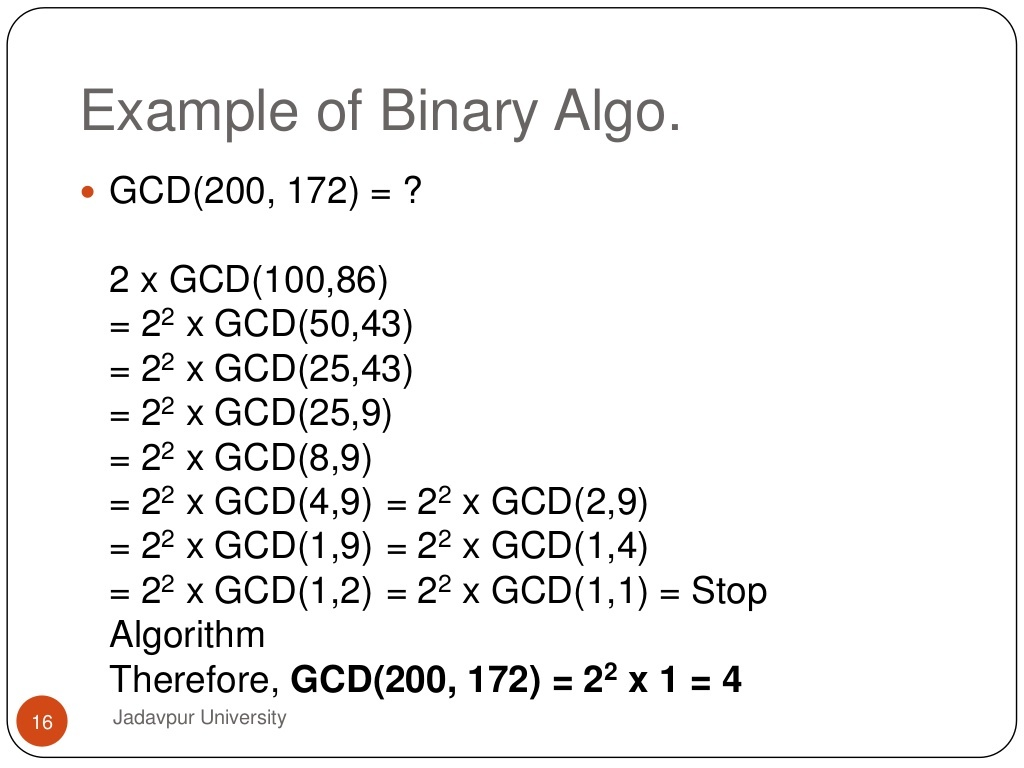 Example of Binary Algo.
• GCD(200, 172) = ?
2 x GCD(100,86)
= 2² x GCD(50,43)
= 2² x GCD(25,43)
= 2² x GCD(25,9)
= 2² x GCD(8,9)
= 2² x GCD(4,9) = 2² x GCD(2,9)
= 2² x GCD(1,9) = 2² x GCD(1,4)
= 2² x GCD(1,2) = 2² x GCD(1,1) = Stop
Algorithm
Therefore, GCD(200, 172) = 2² x 1 = 4
16 Jadavpur University